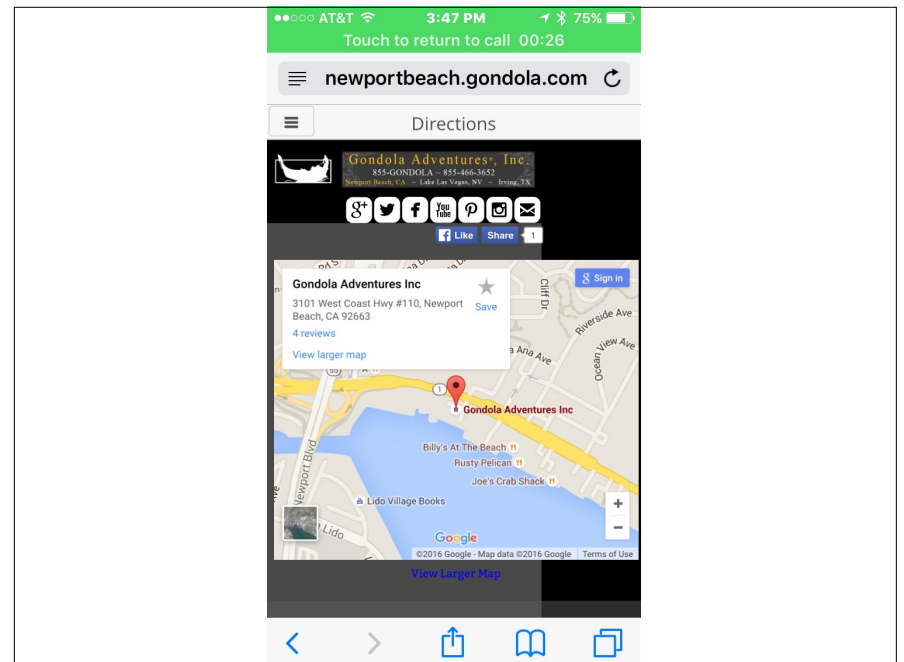 AT&T 3:47 PM 75%
Touch to return to call 00:26
newportbeach.gondola.com
Directions
Gondola Adventures®, Inc.
855-GONDOLA ~ 855-466-3652
Newport Beach, CA ~ Lake Las Vegas, NV ~ Irving, TX
g+ f You Tube
Like Share 1
Gondola Adventures Inc
3101 West Coast Hwy #110, Newport
Beach, CA 92663
4 reviews
View larger map
Save
g Sign in
Cliff Dr
Riverside Ave
Ocean View Ave
Ana Ave
55
1
Gondola Adventures Inc
Billy's At The Beach
Rusty Pelican
Joe's Crab Shack
Newport Blvd
Lido Village Books
Lido
+
−
Google
©2016 Google - Map data ©2016 Google Terms of Use
View Larger Map